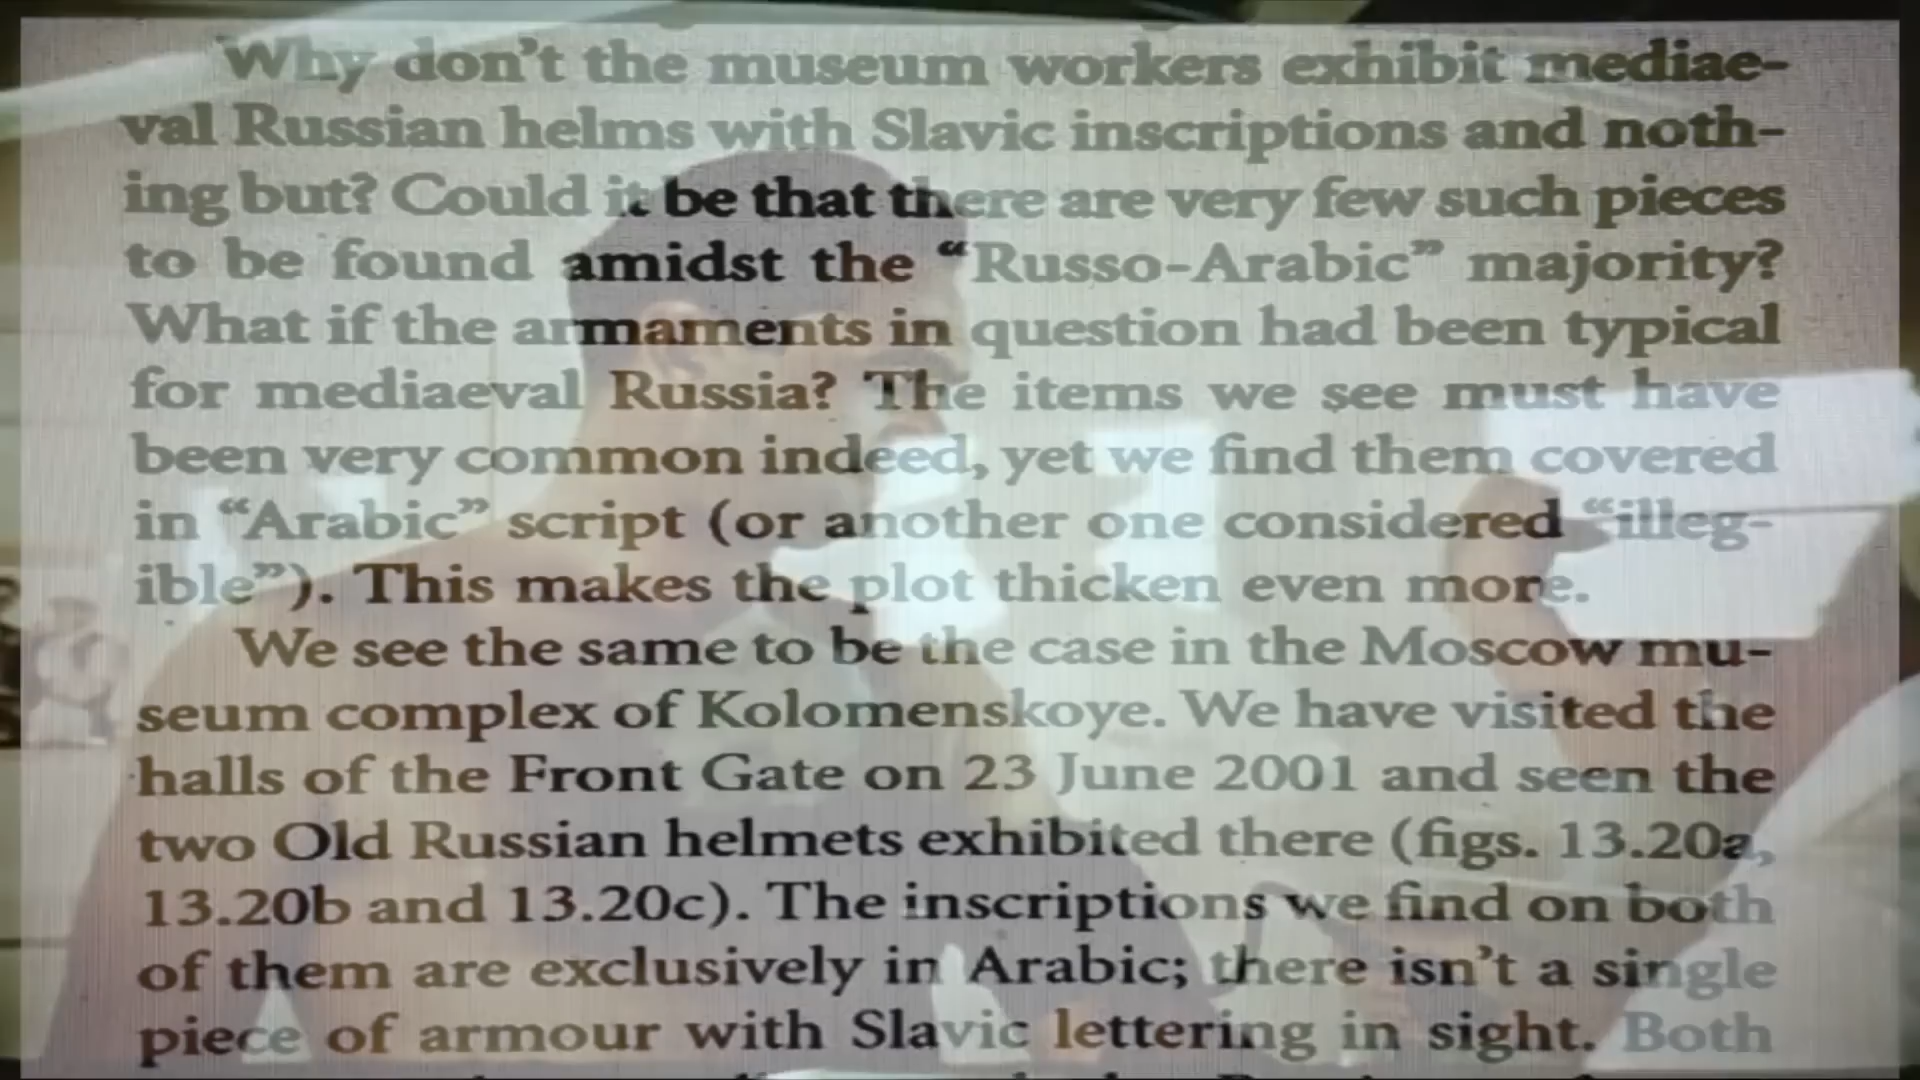 Why don't the museum workers exhibit mediae-
val Russian helms with Slavic inscriptions and noth-
ing but? Could it be that there are very few such pieces
to be found amidst the “Russo-Arabic” majority?
What if the armaments in question had been typical
for mediaeval Russia? The items we see must have
been very common indeed, yet we find them covered
in “Arabic” script (or another one considered “illeg-
ible”). This makes the plot thicken even more.
We see the same to be the case in the Moscow mu-
seum complex of Kolomenskoye. We have visited the
halls of the Front Gate on 23 June 2001 and seen the
two Old Russian helmets exhibited there (figs. 13.20a,
13.20b and 13.20c). The inscriptions we find on both
of them are exclusively in Arabic; there isn't a single
piece of armour with Slavic lettering in sight. Both